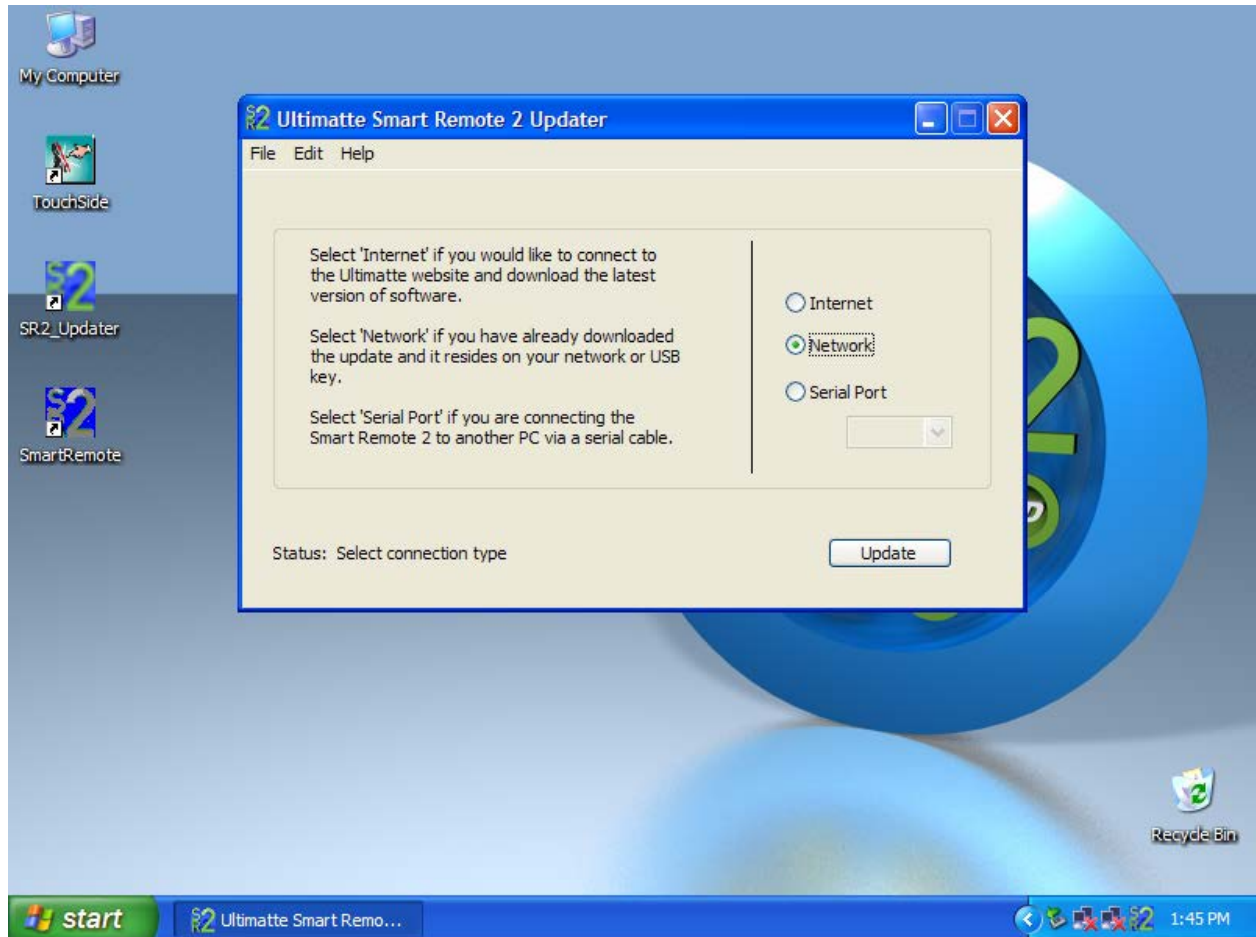 My Computer
TouchSide
SR2_Updater
SmartRemote
SR2 Ultimatte Smart Remote 2 Updater
File Edit Help
Select 'Internet' if you would like to connect to
the Ultimatte website and download the latest
version of software.
Select 'Network' if you have already downloaded
the update and it resides on your network or USB
key.
Select 'Serial Port' if you are connecting the
Smart Remote 2 to another PC via a serial cable.
Internet
Network
Serial Port
Status: Select connection type
Update
Recycle Bin
start
SR2 Ultimatte Smart Remo...
1:45 PM